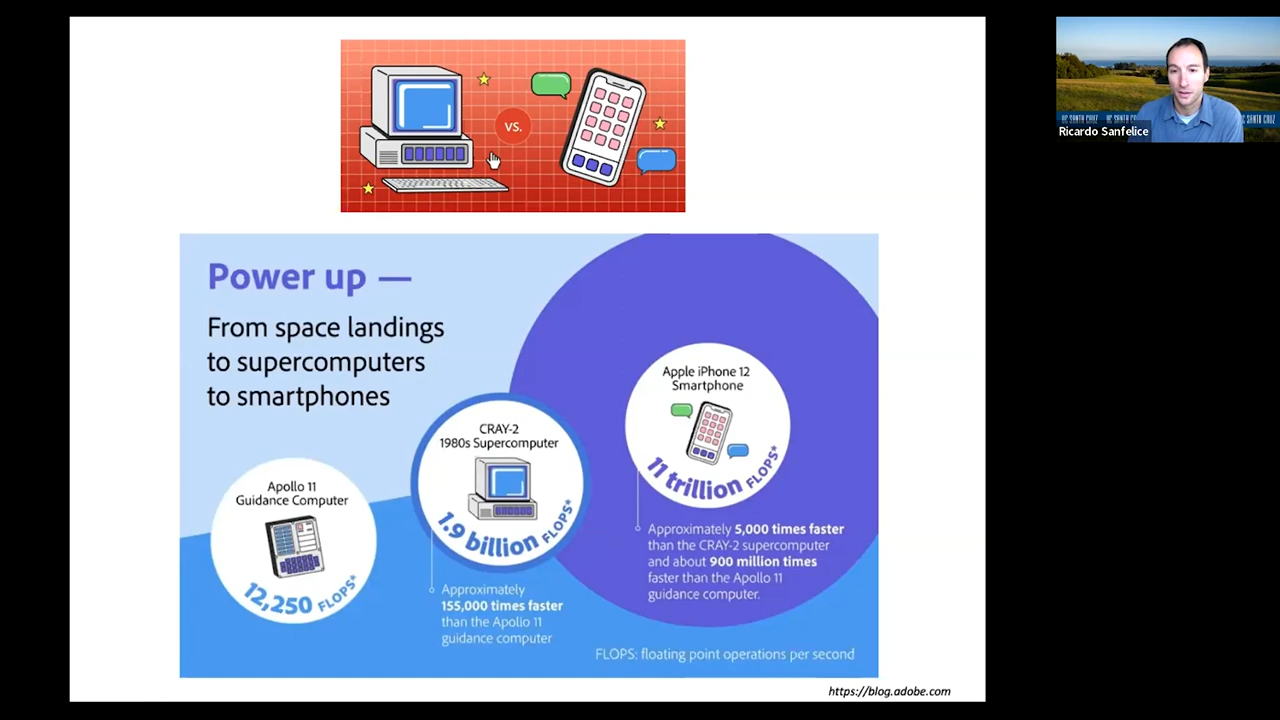 VS.
Power up —
From space landings
to supercomputers
to smartphones
Apollo 11
Guidance Computer
12,250 FLOPS*
CRAY-2
1980s Supercomputer
1.9 billion FLOPS*
Approximately
155,000 times faster
than the Apollo 11
guidance computer
Apple iPhone 12
Smartphone
11 trillion FLOPS*
Approximately 5,000 times faster
than the CRAY-2 supercomputer
and about 900 million times
faster than the Apollo 11
guidance computer.
FLOPS: floating point operations per second
https://blog.adobe.com
UC SANTA CRUZ
Ricardo Sanfelice